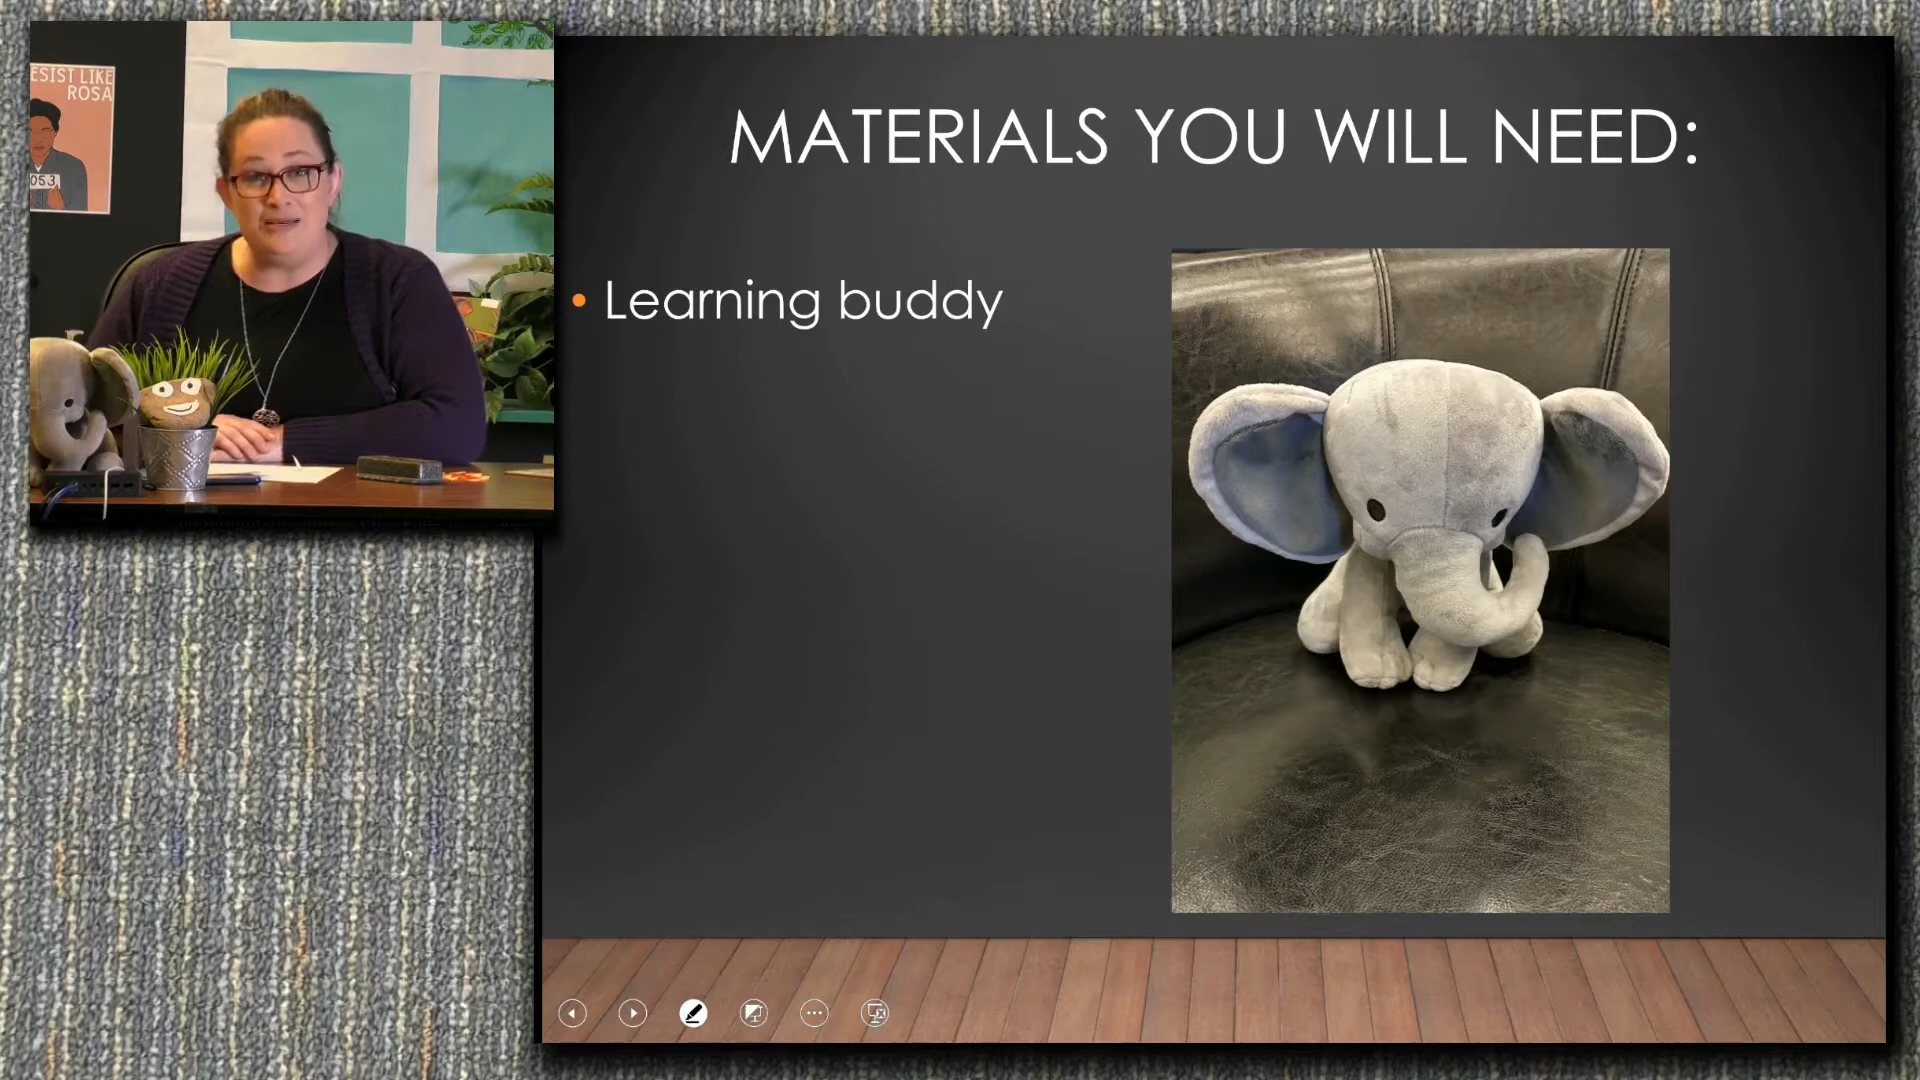 ESIST LIKE
ROSA
053
MATERIALS YOU WILL NEED:
• Learning buddy